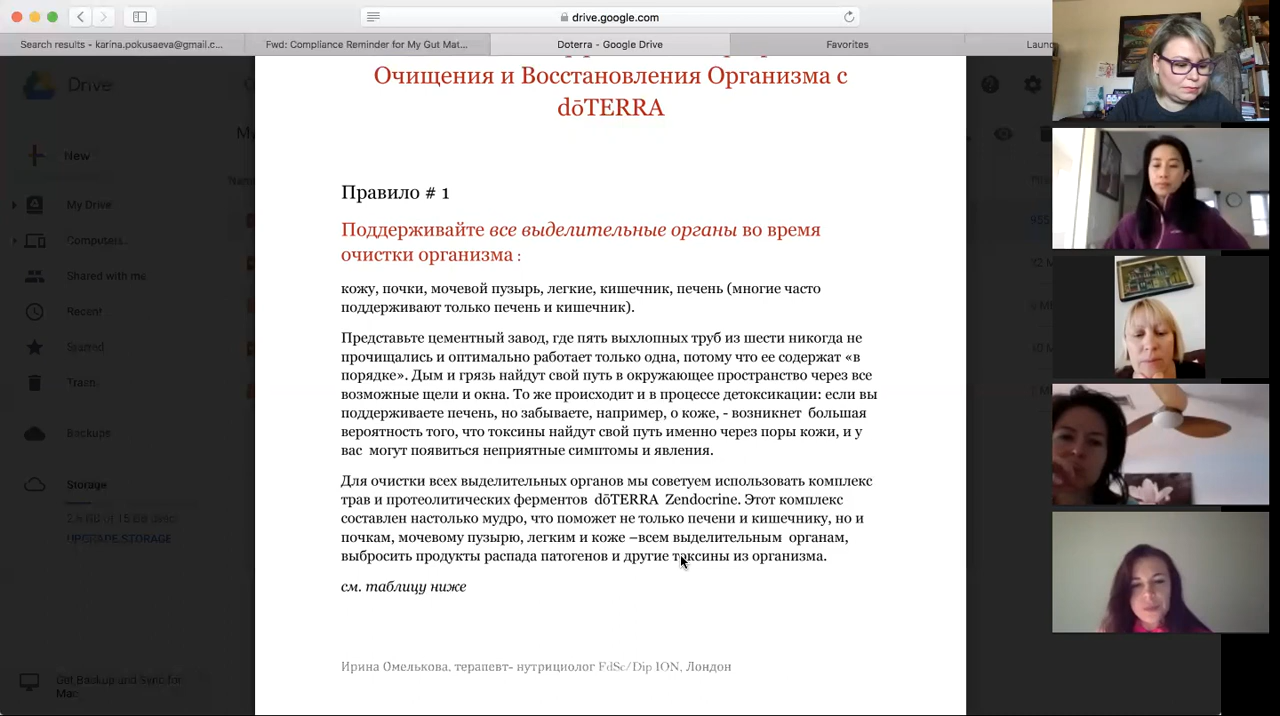 drive.google.com
Search results - karina.pokusaeva@gmail.c...
Fwd: Compliance Reminder for My Gut Mat...
Doterra - Google Drive
Favorites
Laun
Drive
New
My Drive
Computers
Shared with me
Recent
Starred
Trash
Backups
Storage
UPGRADE STORAGE
Get Backup and Sync for
Mac
Очищения и Восстановления Организма с
dōTERRA
Правило # 1
Поддерживайте все выделительные органы во время
очистки организма :
кожу, почки, мочевой пузырь, легкие, кишечник, печень (многие часто
поддерживают только печень и кишечник).
Представьте цементный завод, где пять выхлопных труб из шести никогда не
прочищались и оптимально работает только одна, потому что ее содержат «в
порядке». Дым и грязь найдут свой путь в окружающее пространство через все
возможные щели и окна. То же происходит и в процессе детоксикации: если вы
поддерживаете печень, но забываете, например, о коже, - возникнет большая
вероятность того, что токсины найдут свой путь именно через поры кожи, и у
вас могут появиться неприятные симптомы и явления.
Для очистки всех выделительных органов мы советуем использовать комплекс
трав и протеолитических ферментов dōTERRA Zendocrine. Этот комплекс
составлен настолько мудро, что поможет не только печени и кишечнику, но и
почкам, мочевому пузырю, легким и коже –всем выделительным органам,
выбросить продукты распада патогенов и другие токсины из организма.
см. таблицу ниже
Ирина Омелькова, терапевт- нутрициолог FdSc/Dip ION, Лондон